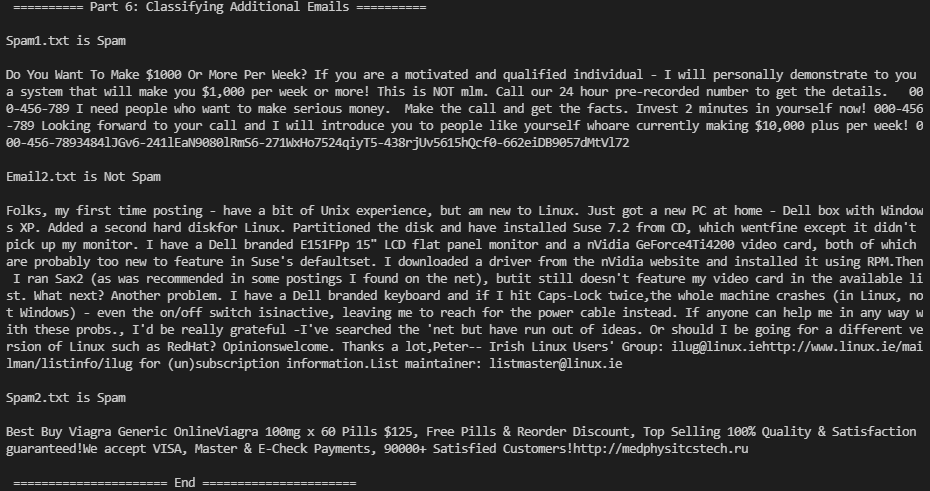 ========== Part 6: Classifying Additional Emails ==========
Spam1.txt is Spam
Do You Want To Make $1000 Or More Per Week? If you are a motivated and qualified individual - I will personally demonstrate to you
a system that will make you $1,000 per week or more! This is NOT mlm. Call our 24 hour pre-recorded number to get the details.   00
0-456-789 I need people who want to make serious money.  Make the call and get the facts. Invest 2 minutes in yourself now! 000-456
-789 Looking forward to your call and I will introduce you to people like yourself whoare currently making $10,000 plus per week! 0
00-456-7893484lJGv6-241lEaN9080lRmS6-271WxHo7524qiyT5-438rjUv5615hQcf0-662eiDB9057dMtVl72
Email2.txt is Not Spam
Folks, my first time posting - have a bit of Unix experience, but am new to Linux. Just got a new PC at home - Dell box with Window
s XP. Added a second hard diskfor Linux. Partitioned the disk and have installed Suse 7.2 from CD, which wentfine except it didn't
pick up my monitor. I have a Dell branded E151FPp 15" LCD flat panel monitor and a nVidia GeForce4Ti4200 video card, both of which
are probably too new to feature in Suse's defaultset. I downloaded a driver from the nVidia website and installed it using RPM.Then
I ran Sax2 (as was recommended in some postings I found on the net), butit still doesn't feature my video card in the available li
st. What next? Another problem. I have a Dell branded keyboard and if I hit Caps-Lock twice,the whole machine crashes (in Linux, no
t Windows) - even the on/off switch isinactive, leaving me to reach for the power cable instead. If anyone can help me in any way w
ith these probs., I'd be really grateful -I've searched the 'net but have run out of ideas. Or should I be going for a different ve
rsion of Linux such as RedHat? Opinionswelcome. Thanks a lot,Peter-- Irish Linux Users' Group: ilug@linux.iehttp://www.linux.ie/mai
lman/listinfo/ilug for (un)subscription information.List maintainer: listmaster@linux.ie
Spam2.txt is Spam
Best Buy Viagra Generic OnlineViagra 100mg x 60 Pills $125, Free Pills & Reorder Discount, Top Selling 100% Quality & Satisfaction
guaranteed!We accept VISA, Master & E-Check Payments, 90000+ Satisfied Customers!http://medphysitcstech.ru
====================== End ======================